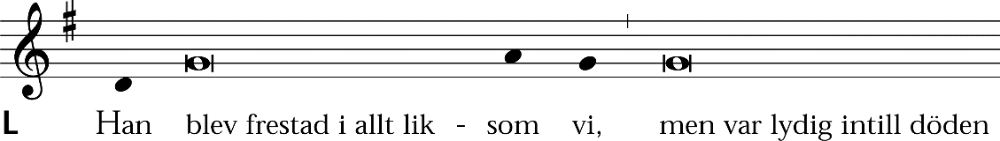 L Han blev frestad i allt lik - som vi, men var lydig intill döden